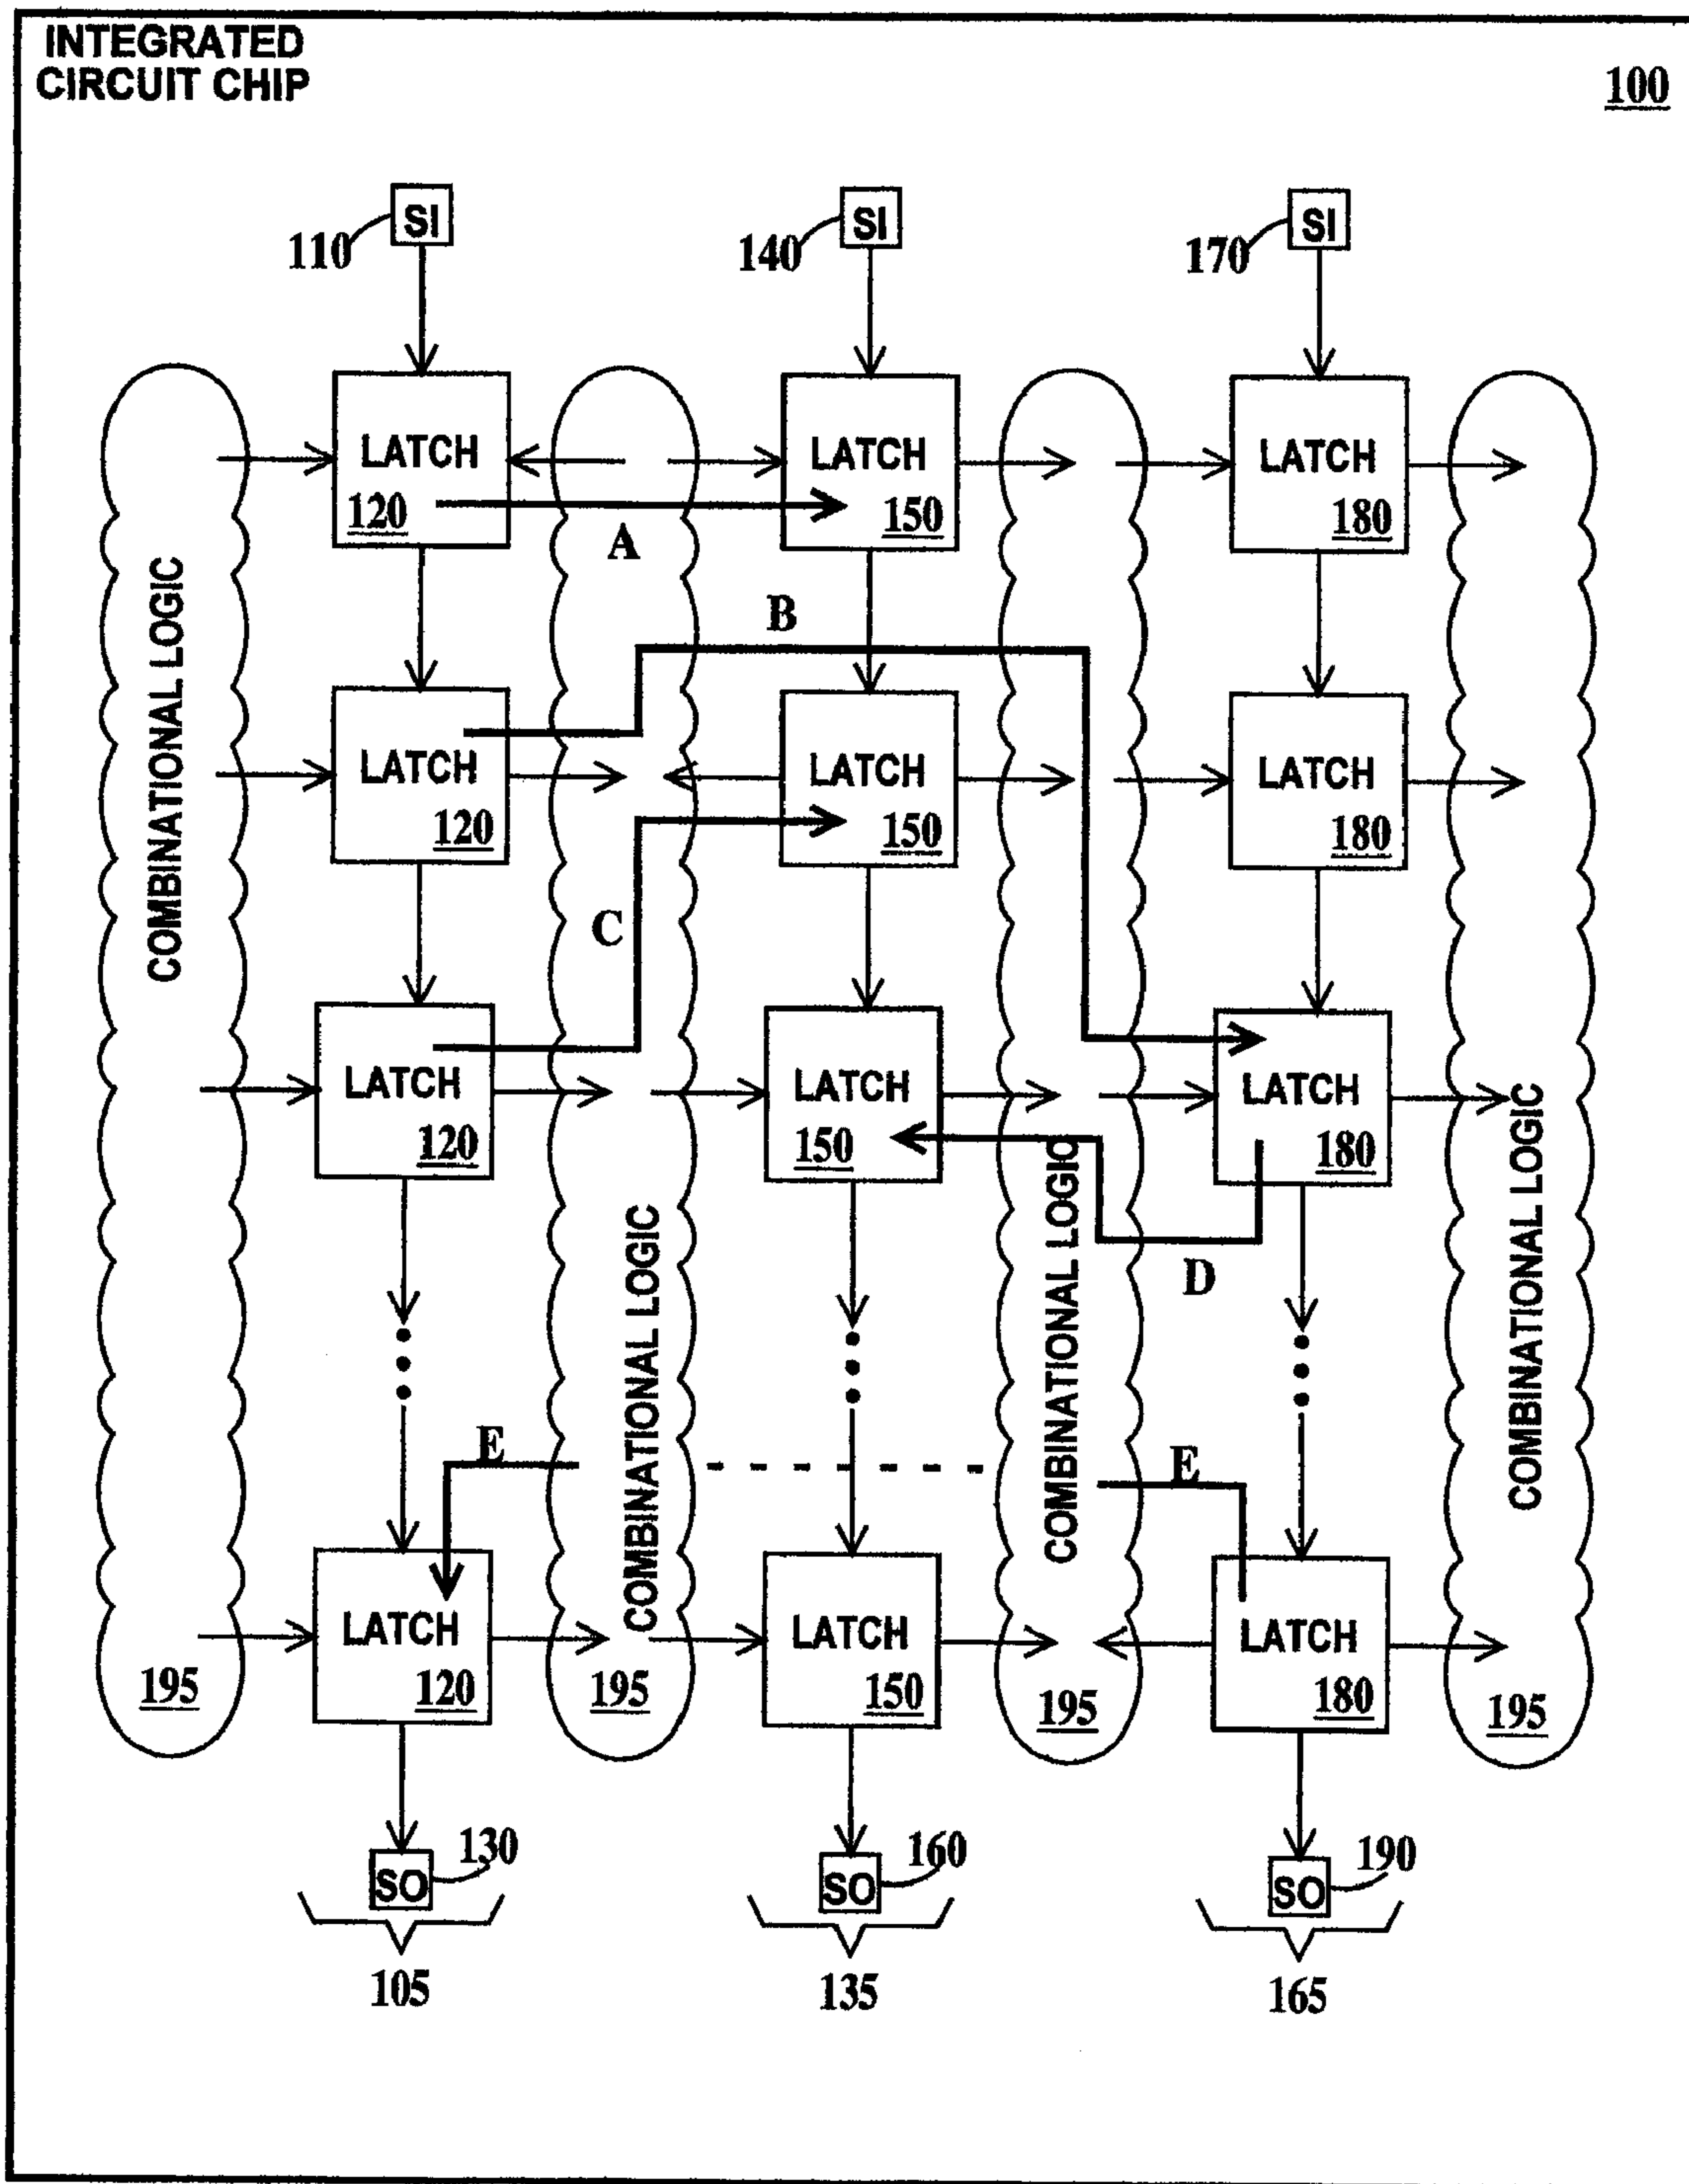 INTEGRATED
CIRCUIT CHIP
100
SI
SI
SI
110
140
170
LATCH
LATCH
LATCH
120
150
180
A
B
COMBINATIONAL LOGIC
LATCH
LATCH
LATCH
120
150
180
C
LATCH
LATCH
LATCH
120
150
180
COMBINATIONAL LOGIC
COMBINATIONAL LOGIC
COMBINATIONAL LOGIC
D
E
E
LATCH
LATCH
LATCH
195
120
195
150
195
180
195
130
160
190
SO
SO
SO
105
135
165